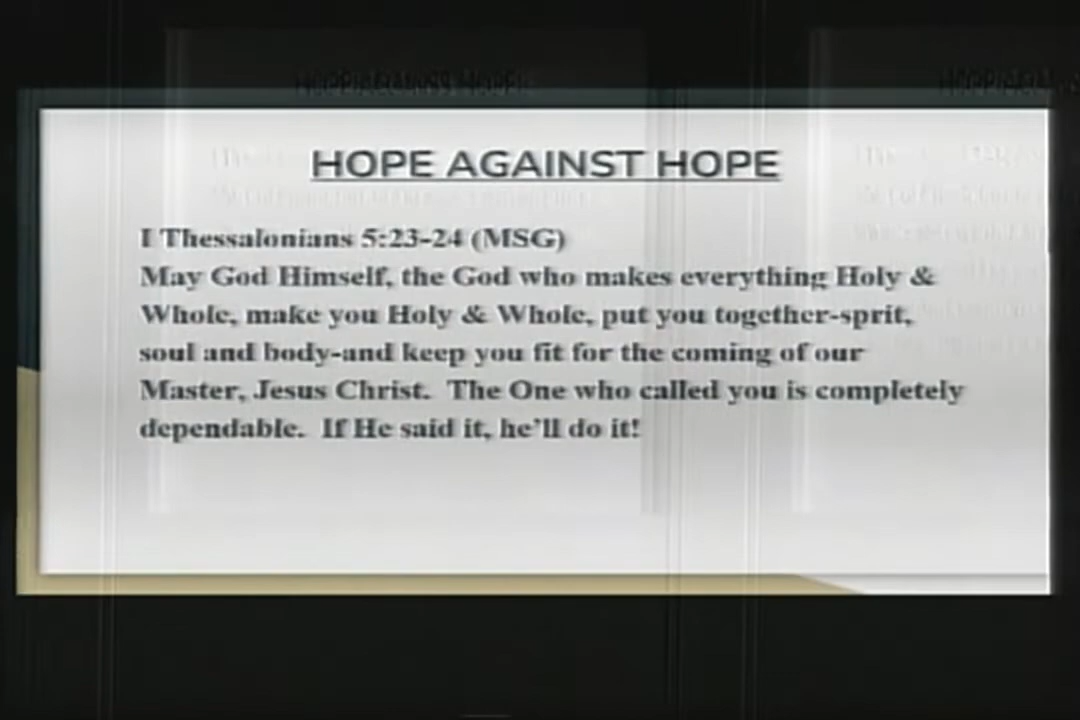 HOPE AGAINST HOPE
I Thessalonians 5:23-24 (MSG)
May God Himself, the God who makes everything Holy &
Whole, make you Holy & Whole, put you together-sprit,
soul and body-and keep you fit for the coming of our
Master, Jesus Christ.  The One who called you is completely
dependable.  If He said it, he'll do it!